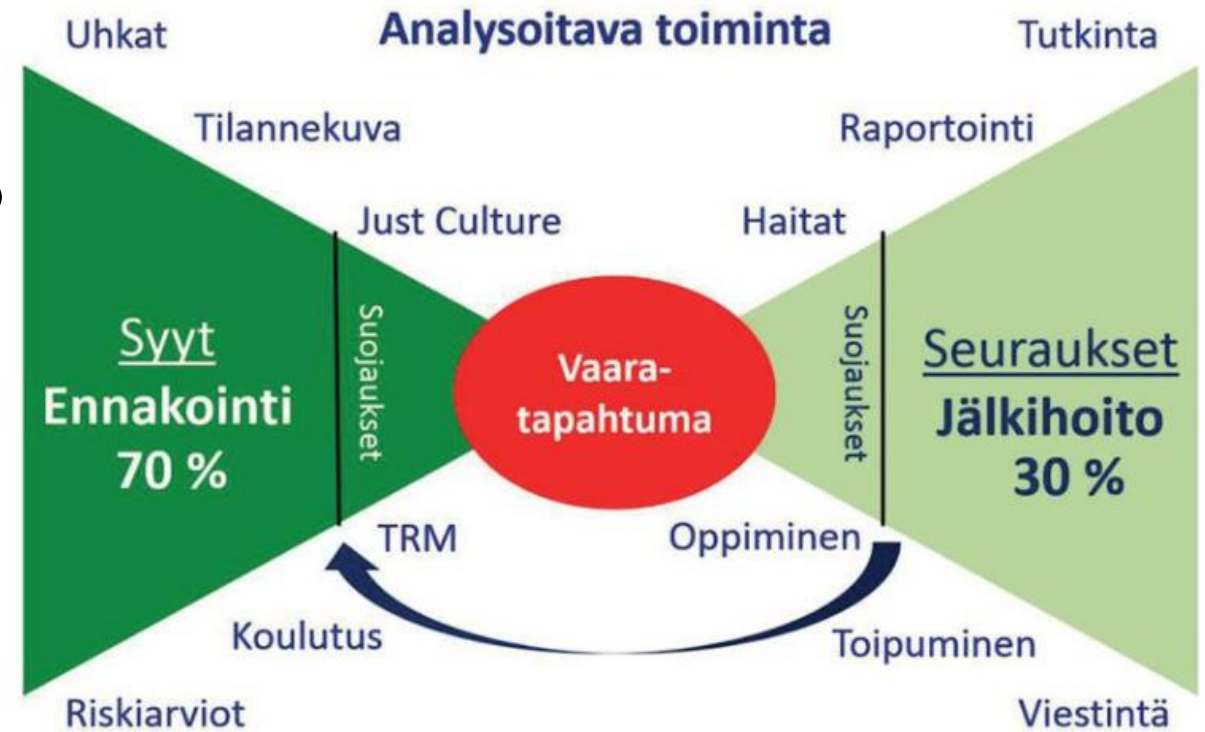 Uhkat
Analysoitava toiminta
Tutkinta
Tilannekuva
Raportointi
)
Just Culture
Haitat
Syyt
Ennakointi
70 %
Suojaukset
Vaara-
tapahtuma
Suojaukset
Seuraukset
Jälkihoito
30 %
TRM
Oppiminen
Koulutus
Toipuminen
Riskiarviot
Viestintä